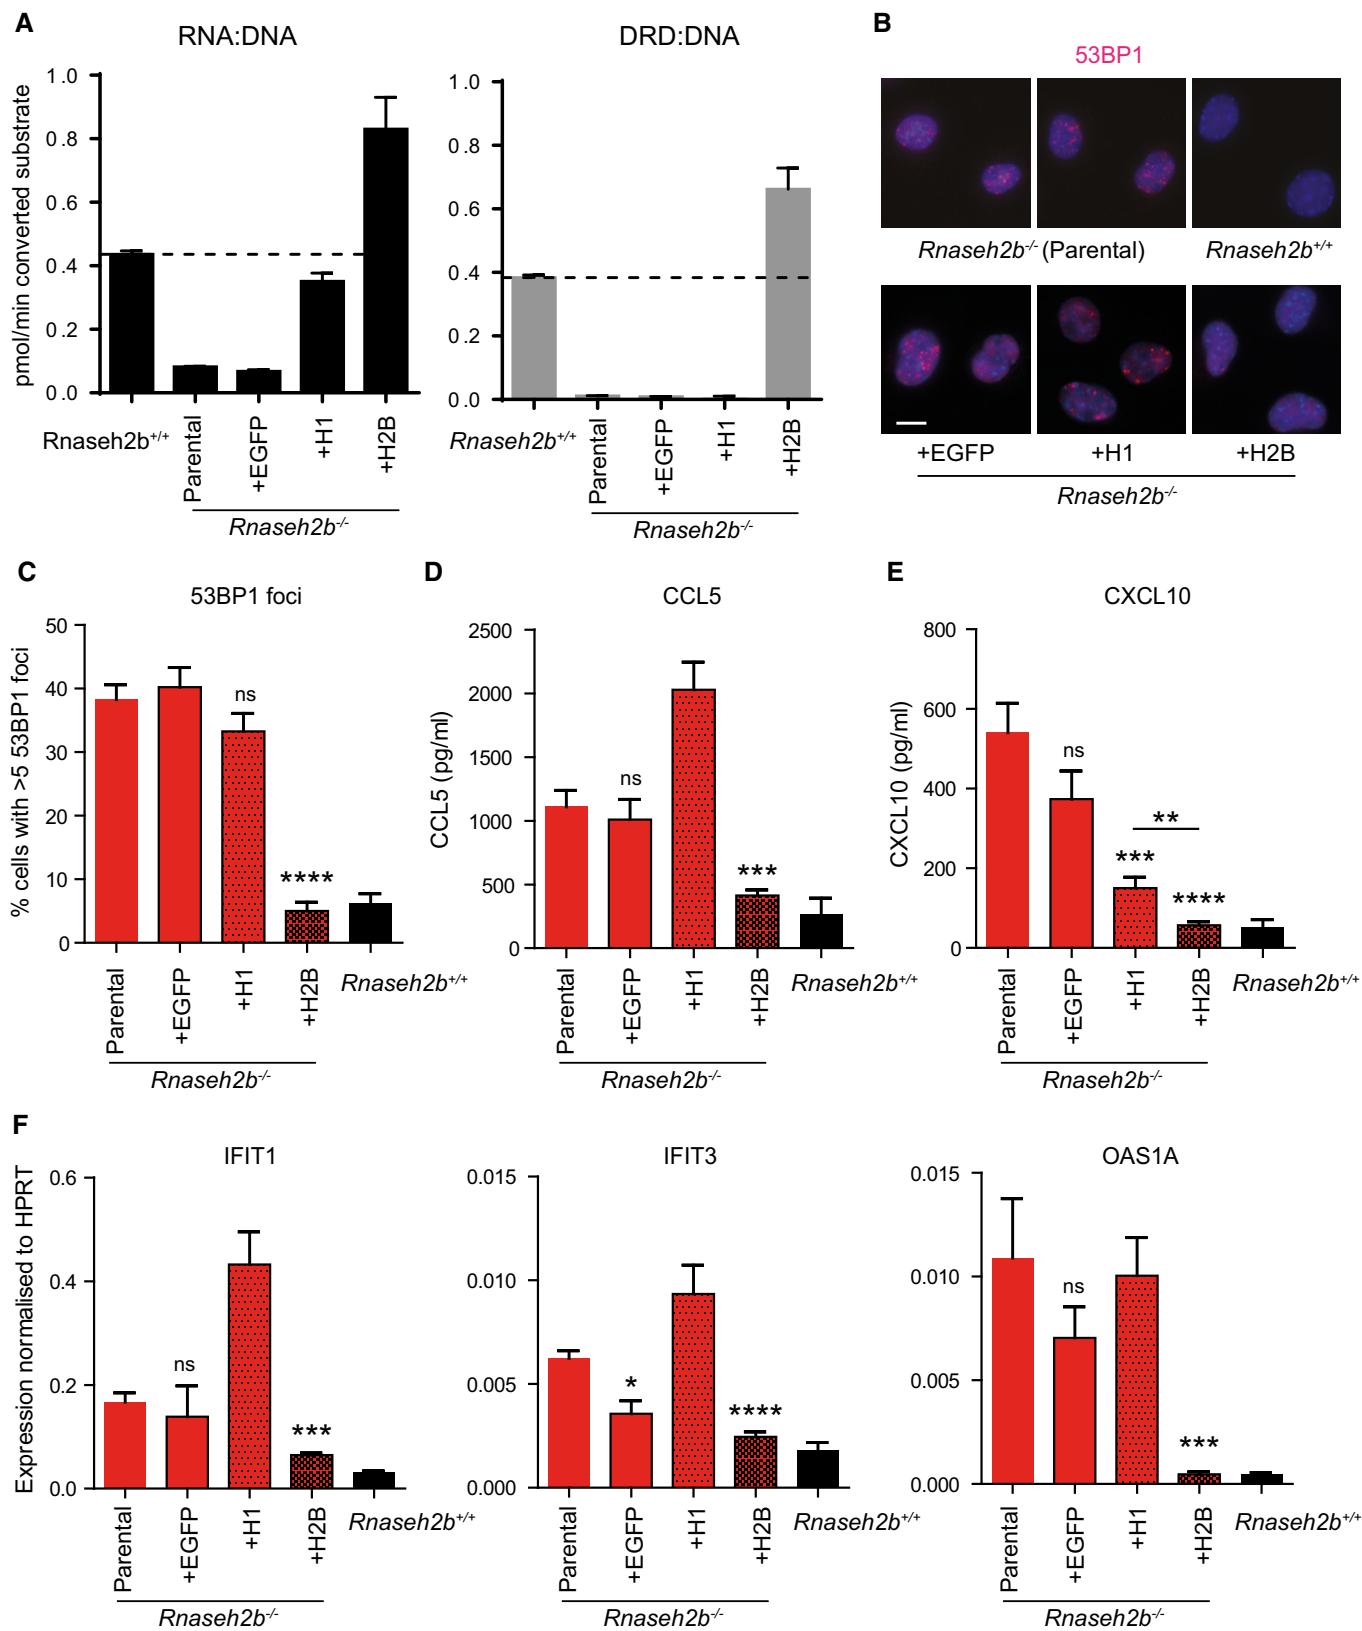 A
RNA:DNA
DRD:DNA
pmol/min converted substrate
1.0
0.8
0.6
0.4
0.2
0.0
Rnaseh2b+/+
Parental
+EGFP
+H1
+H2B
Rnaseh2b-/-
1.0
0.8
0.6
0.4
0.2
0.0
Rnaseh2b+/+
Parental
+EGFP
+H1
+H2B
Rnaseh2b-/-
B
53BP1
Rnaseh2b-/- (Parental)
Rnaseh2b+/+
+EGFP
+H1
+H2B
Rnaseh2b-/-
C
53BP1 foci
% cells with >5 53BP1 foci
50
40
30
20
10
0
ns
****
Parental
+EGFP
+H1
+H2B
Rnaseh2b+/+
Rnaseh2b-/-
D
CCL5
CCL5 (pg/ml)
2500
2000
1500
1000
500
0
ns
***
Parental
+EGFP
+H1
+H2B
Rnaseh2b+/+
Rnaseh2b-/-
E
CXCL10
CXCL10 (pg/ml)
800
600
400
200
0
ns
**
***
****
Parental
+EGFP
+H1
+H2B
Rnaseh2b+/+
Rnaseh2b-/-
F
IFIT1
Expression normalised to HPRT
0.6
0.4
0.2
0.0
ns
***
Parental
+EGFP
+H1
+H2B
Rnaseh2b+/+
Rnaseh2b-/-
IFIT3
0.015
0.010
0.005
0.000
*
****
Parental
+EGFP
+H1
+H2B
Rnaseh2b+/+
Rnaseh2b-/-
OAS1A
0.015
0.010
0.005
0.000
ns
***
Parental
+EGFP
+H1
+H2B
Rnaseh2b+/+
Rnaseh2b-/-